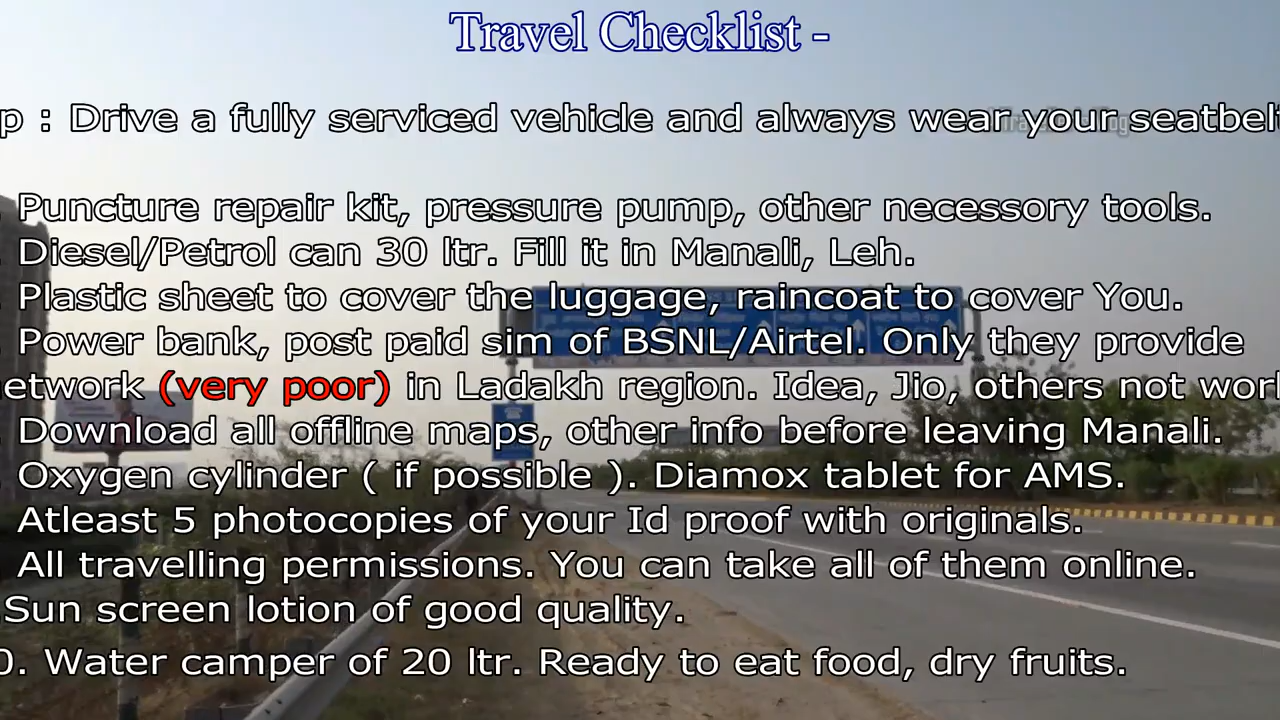 Travel Checklist -
p : Drive a fully serviced vehicle and always wear your seatbelt
Puncture repair kit, pressure pump, other necessary tools.
Diesel/Petrol can 30 ltr. Fill it in Manali, Leh.
Plastic sheet to cover the luggage, raincoat to cover You.
Power bank, post paid sim of BSNL/Airtel. Only they provide
network (very poor) in Ladakh region. Idea, Jio, others not work
Download all offline maps, other info before leaving Manali.
Oxygen cylinder ( if possible ). Diamox tablet for AMS.
Atleast 5 photocopies of your Id proof with originals.
All travelling permissions. You can take all of them online.
.Sun screen lotion of good quality.
0. Water camper of 20 ltr. Ready to eat food, dry fruits.